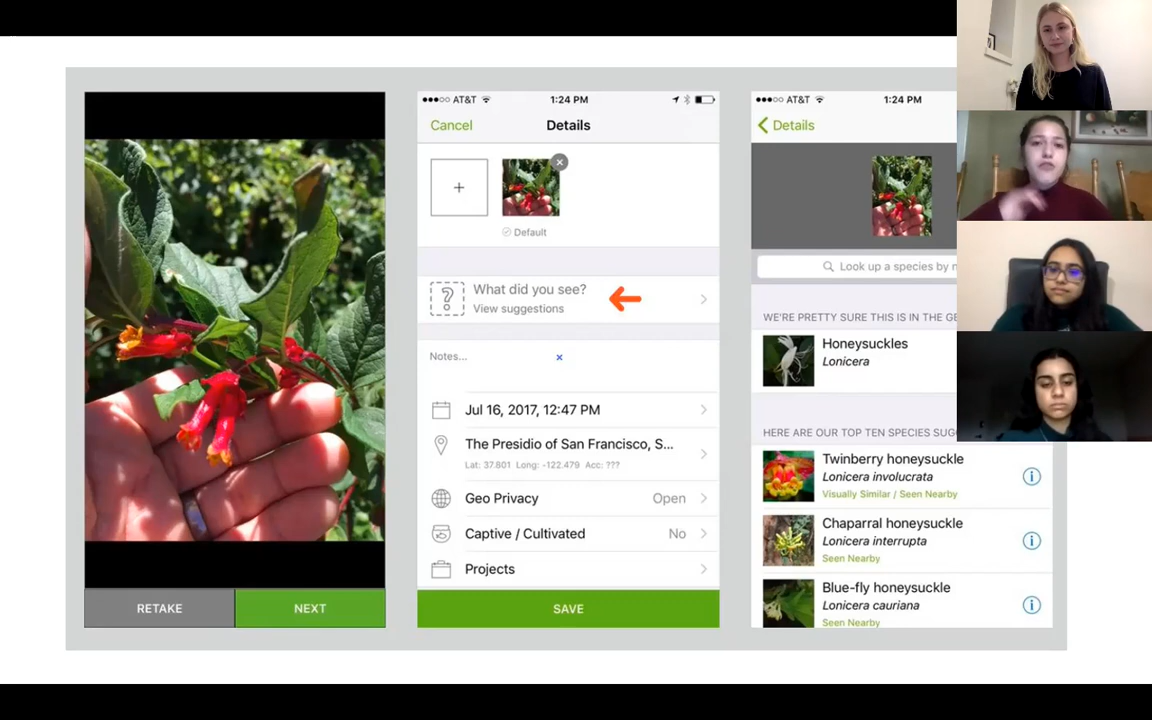 RETAKE
NEXT
AT&T
1:24 PM
Cancel
Details
+
Default
?
What did you see?
View suggestions
Notes...
Jul 16, 2017, 12:47 PM
The Presidio of San Francisco, S...
Lat: 37.801 Long: -122.479 Acc: ???
Geo Privacy
Open
Captive / Cultivated
No
Projects
SAVE
AT&T
1:24 PM
Details
Look up a species by n
WE'RE PRETTY SURE THIS IS IN THE GE
Honeysuckles
Lonicera
HERE ARE OUR TOP TEN SPECIES SUG
Twinberry honeysuckle
Lonicera involucrata
Visually Similar / Seen Nearby
Chaparral honeysuckle
Lonicera interrupta
Seen Nearby
Blue-fly honeysuckle
Lonicera cauriana
Seen Nearby